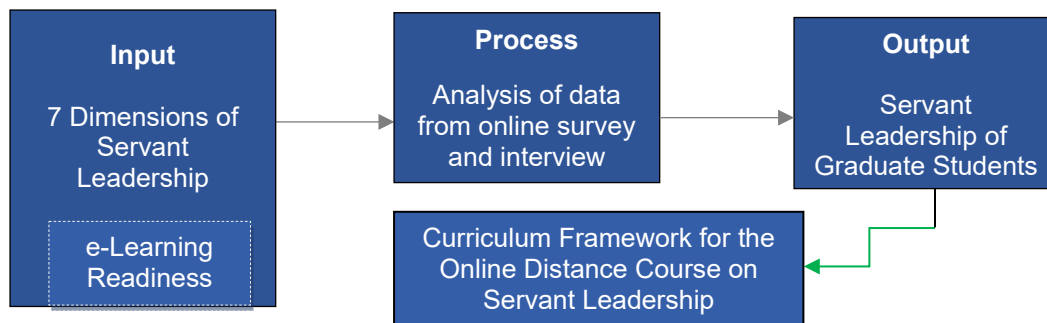 Input
7 Dimensions of
Servant
Leadership
e-Learning
Readiness
Process
Analysis of data
from online survey
and interview
Output
Servant
Leadership of
Graduate Students
Curriculum Framework for the
Online Distance Course on
Servant Leadership